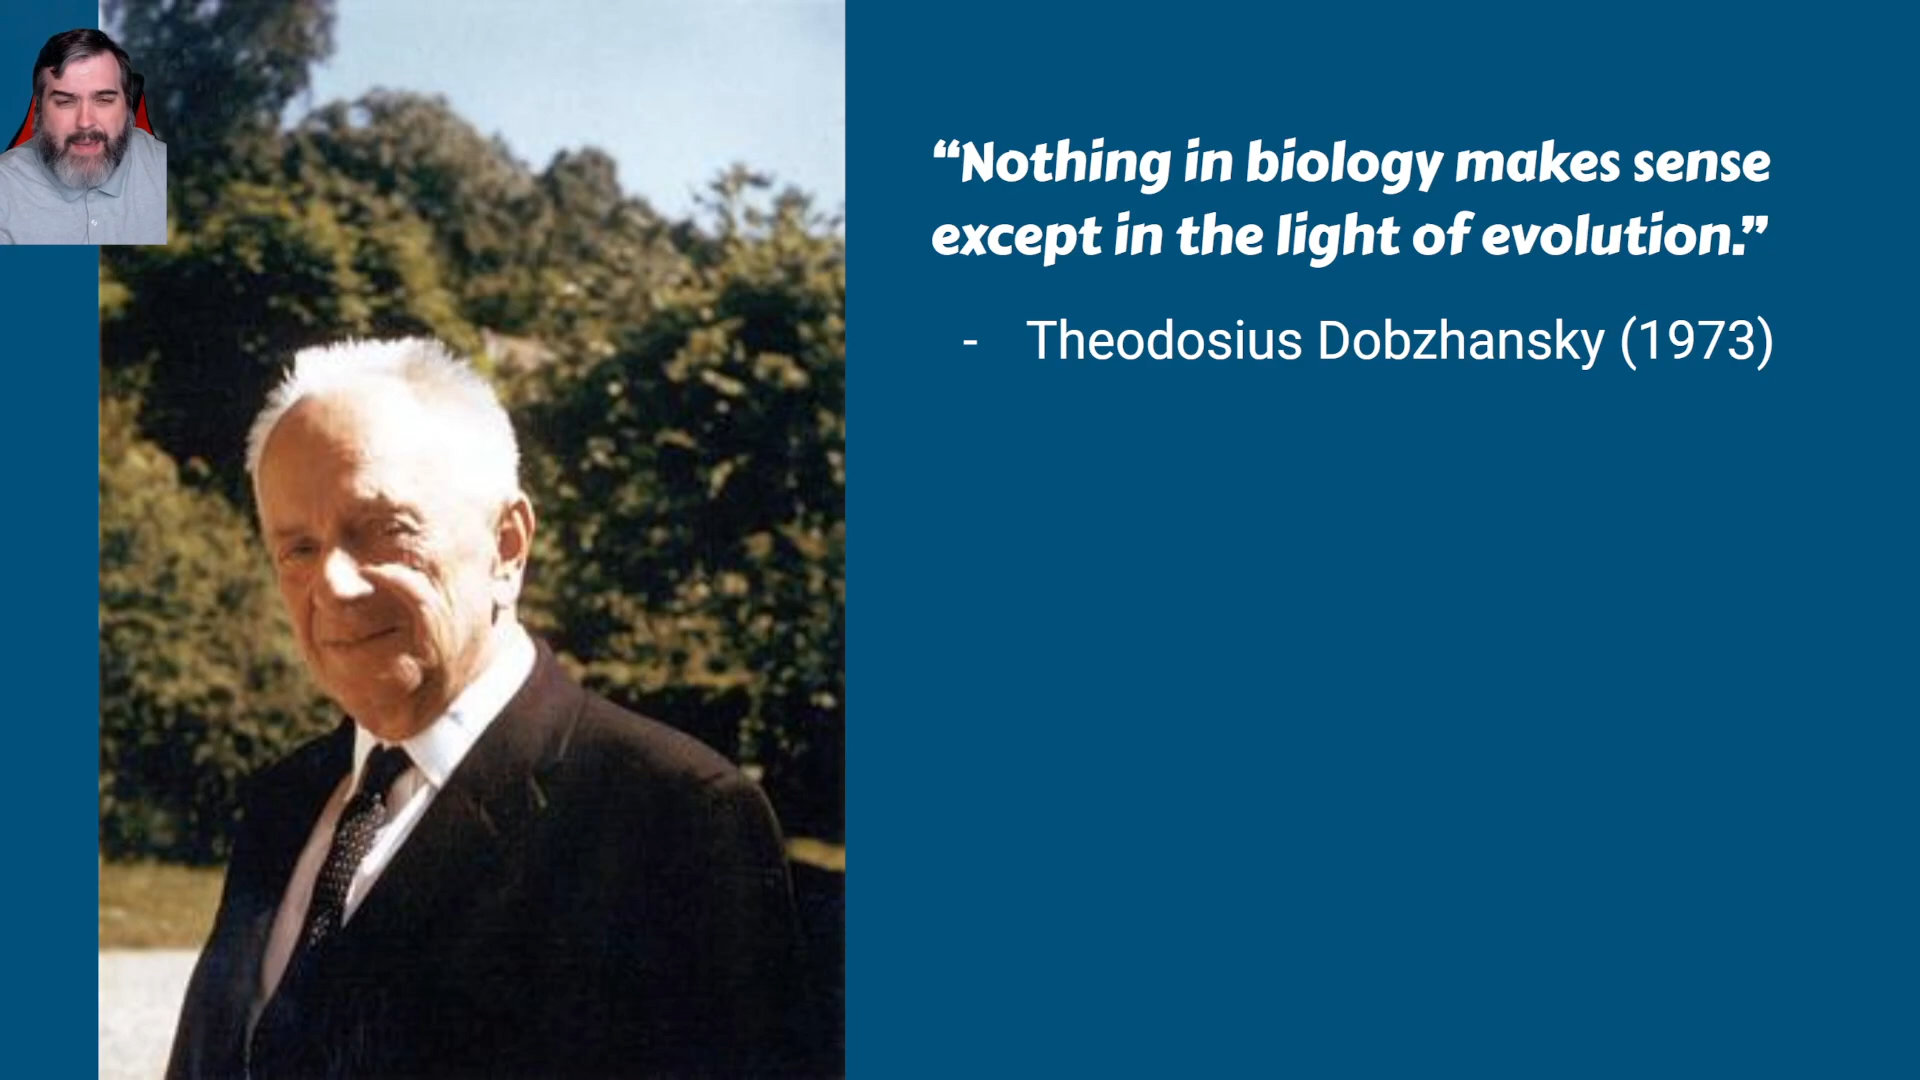 “Nothing in biology makes sense
except in the light of evolution.”
- Theodosius Dobzhansky (1973)